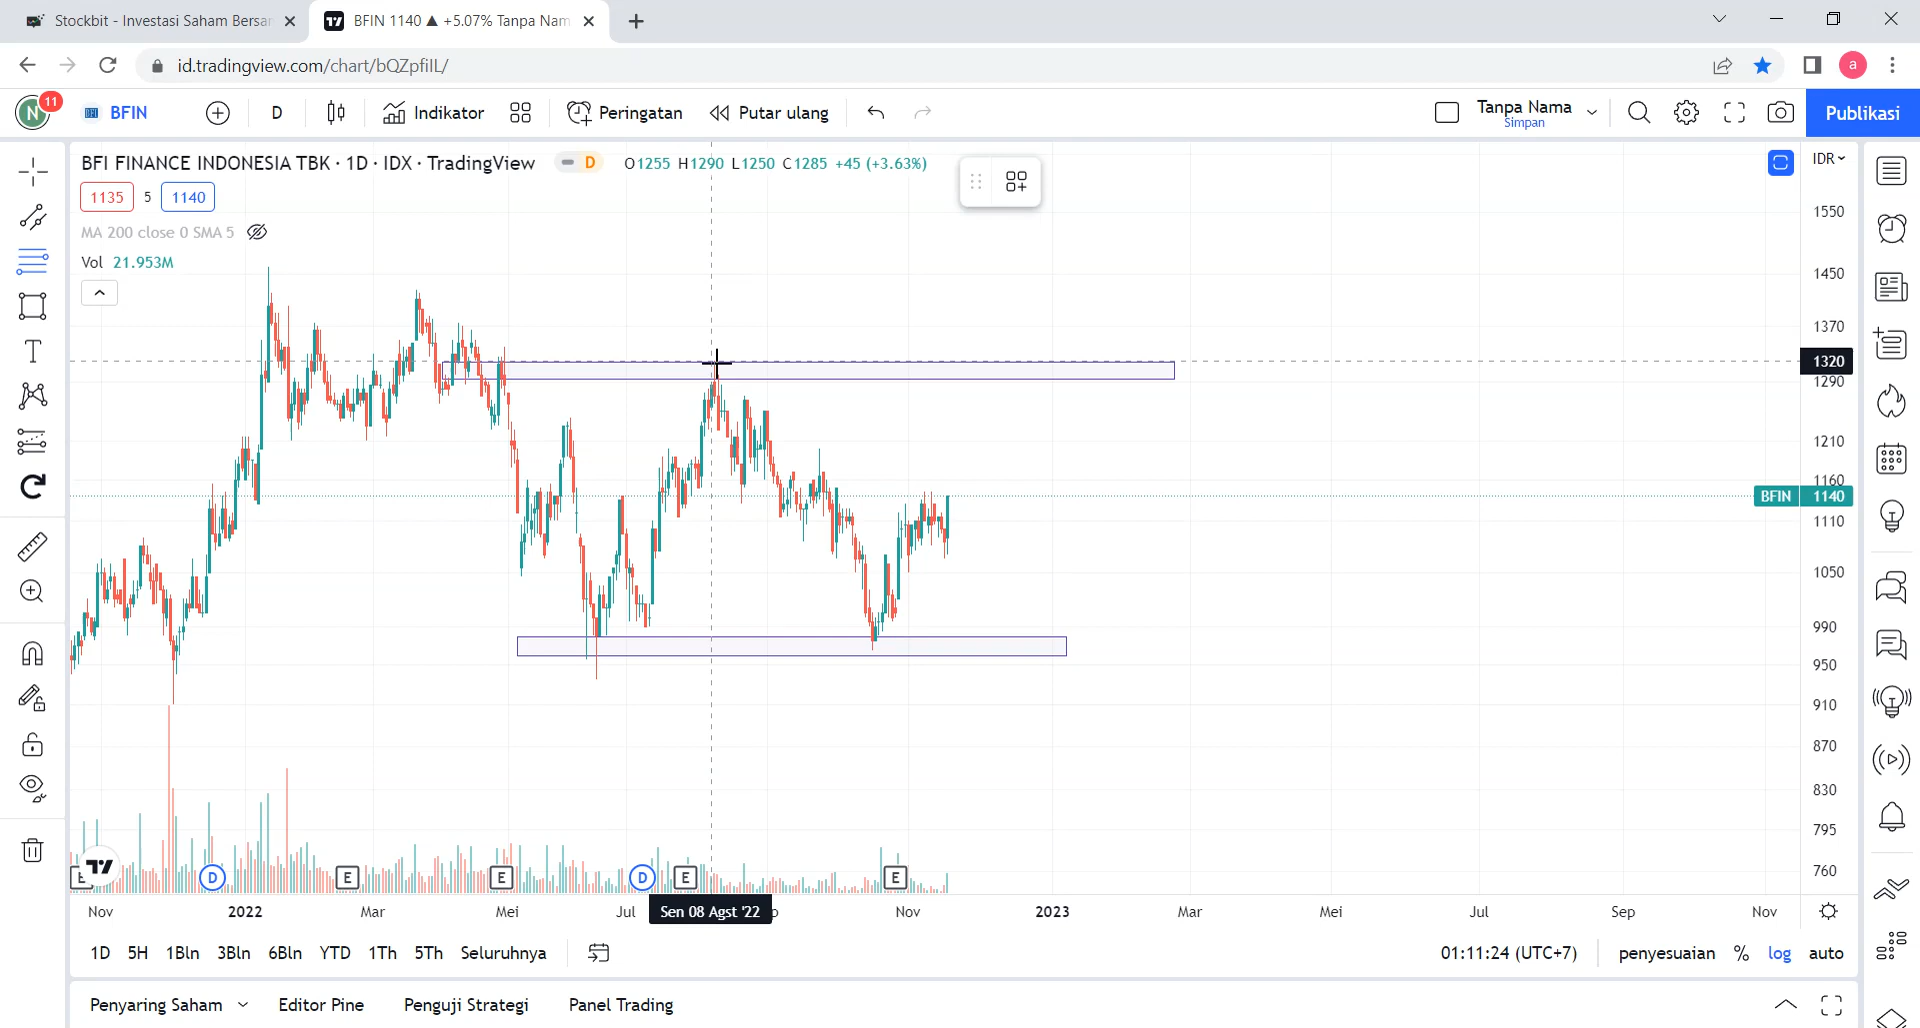 Stockbit - Investasi Saham Bersar
BFIN 1140 ▲ +5.07% Tanpa Nam
id.tradingview.com/chart/bQZpfiIL/
a
N
11
BFIN
D
Indikator
Peringatan
Putar ulang
Tanpa Nama
Simpan
Publikasi
BFI FINANCE INDONESIA TBK · 1D · IDX · TradingView
D
O1255 H1290 L1250 C1285 +45 (+3.63%)
IDR
1135
5
1140
MA 200 close 0 SMA 5
Vol 21.953M
1550
1450
1370
1320
1290
1210
1160
BFIN 1140
1110
1050
990
950
910
870
830
795
760
E
D
E
E
D
E
E
Nov
2022
Mar
Mei
Jul
Sen 08 Agst '22
Nov
2023
Mar
Mei
Jul
Sep
Nov
1D
5H
1Bln
3Bln
6Bln
YTD
1Th
5Th
Seluruhnya
01:11:24 (UTC+7)
penyesuaian
%
log
auto
Penyaring Saham
Editor Pine
Penguji Strategi
Panel Trading